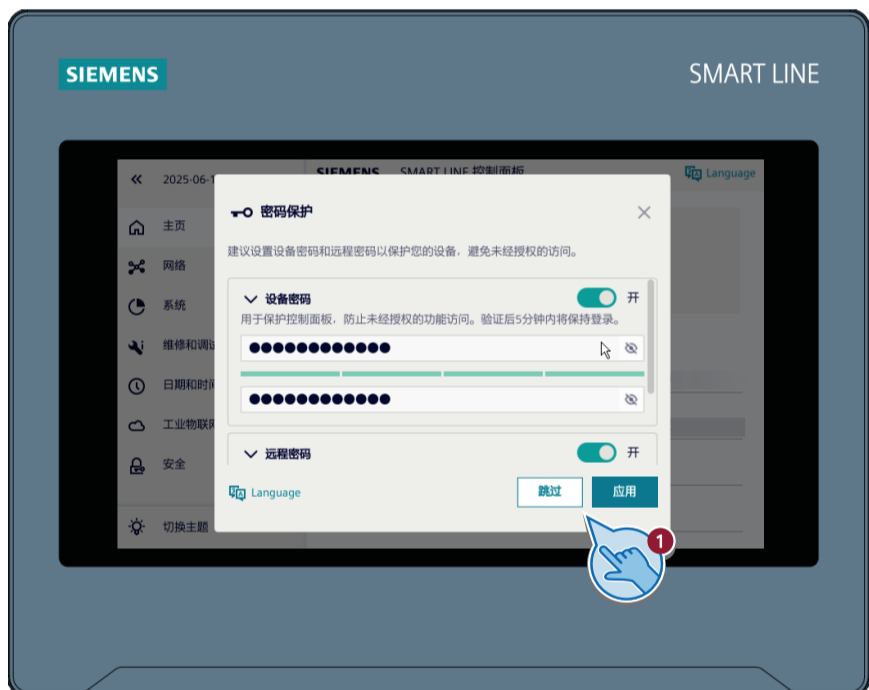 SIEMENS
SMART LINE
2025-06-1
SIEMENS SMART LINE 控制面板
Language
主页
网络
系统
维修和调试
日期和时间
工业物联网
安全
切换主题
密码保护
建议设置设备密码和远程密码以保护您的设备，避免未经授权的访问。
设备密码
开
用于保护控制面板，防止未经授权的功能访问。验证后5分钟内将保持登录。
远程密码
开
Language
跳过
应用
1